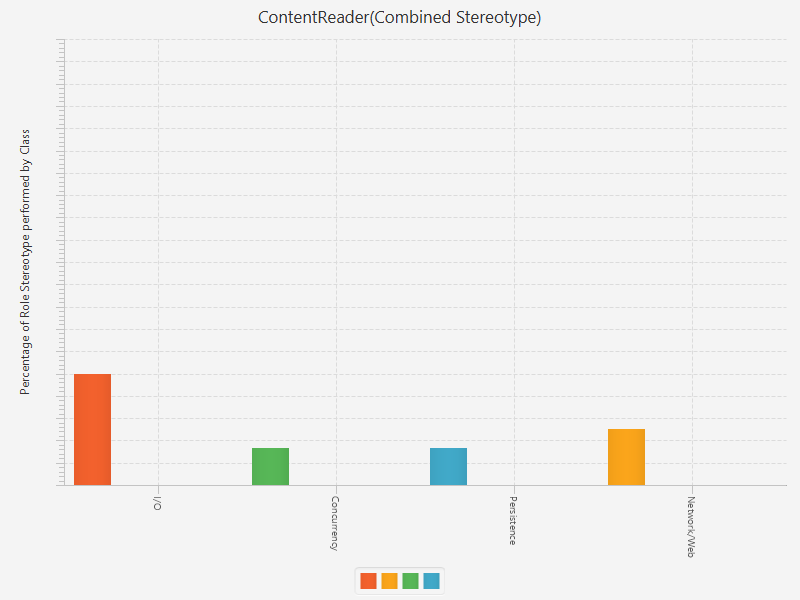 ContentReader(Combined Stereotype)
Percentage of Role Stereotype performed by Class
I/O
Concurrency
Persistence
Network/Web